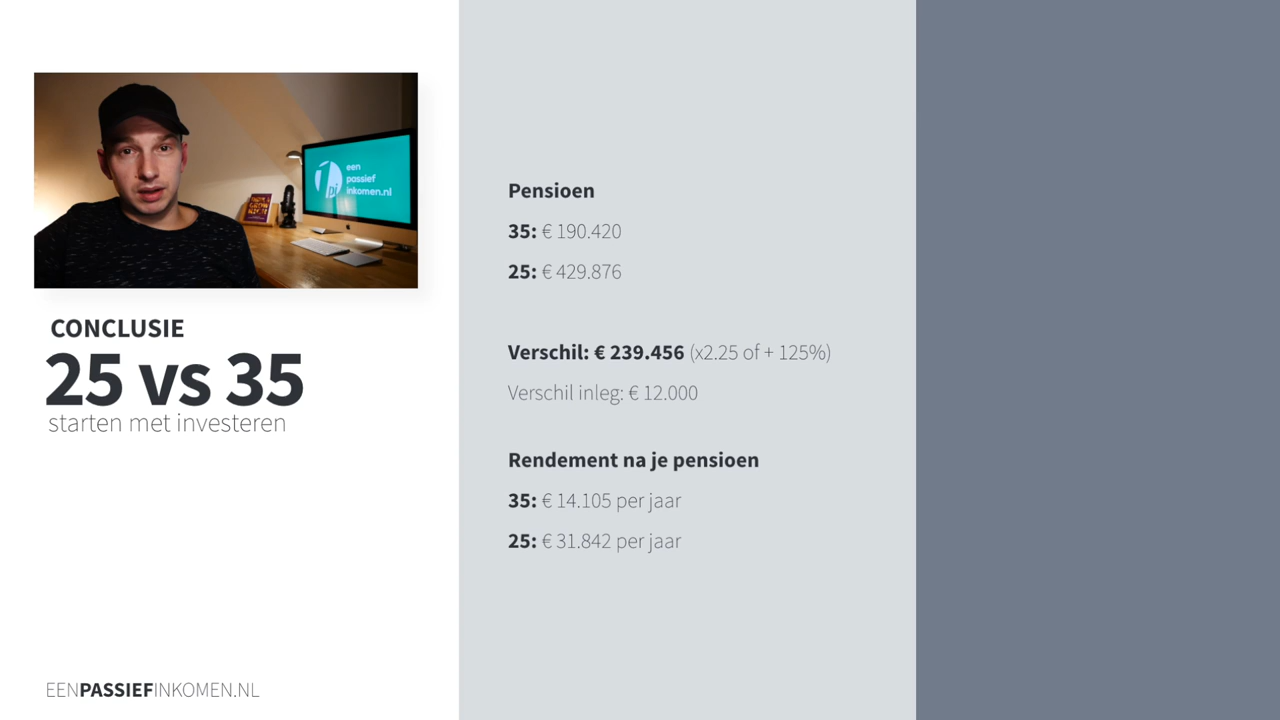 een
passief
inkomen.nl
CONCLUSIE
25 vs 35
starten met investeren
EENPASSIEFINKOMEN.NL
Pensioen
35: € 190.420
25: € 429.876
Verschil: € 239.456 (x2.25 of + 125%)
Verschil inleg: € 12.000
Rendement na je pensioen
35: € 14.105 per jaar
25: € 31.842 per jaar